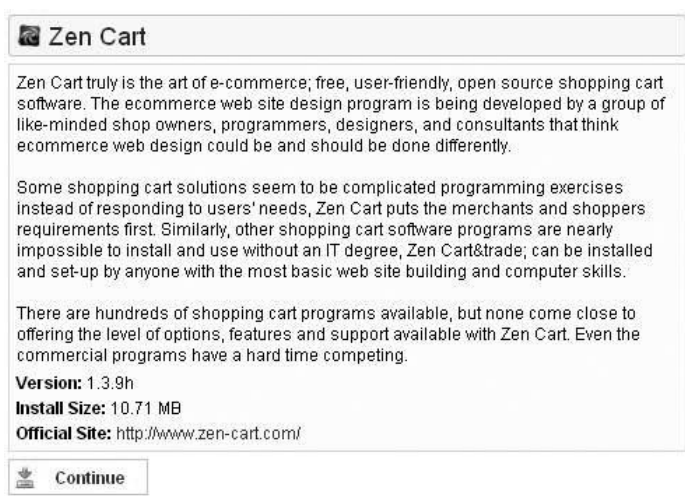 Zen Cart
Zen Cart truly is the art of e-commerce; free, user-friendly, open source shopping cart
software. The ecommerce web site design program is being developed by a group of
like-minded shop owners, programmers, designers, and consultants that think
ecommerce web design could be and should be done differently.
Some shopping cart solutions seem to be complicated programming exercises
instead of responding to users' needs, Zen Cart puts the merchants and shoppers
requirements first. Similarly, other shopping cart software programs are nearly
impossible to install and use without an IT degree, Zen Cart&trade; can be installed
and set-up by anyone with the most basic web site building and computer skills.
There are hundreds of shopping cart programs available, but none come close to
offering the level of options, features and support available with Zen Cart. Even the
commercial programs have a hard time competing.
Version: 1.3.9h
Install Size: 10.71 MB
Official Site: http://www.zen-cart.com/
Continue